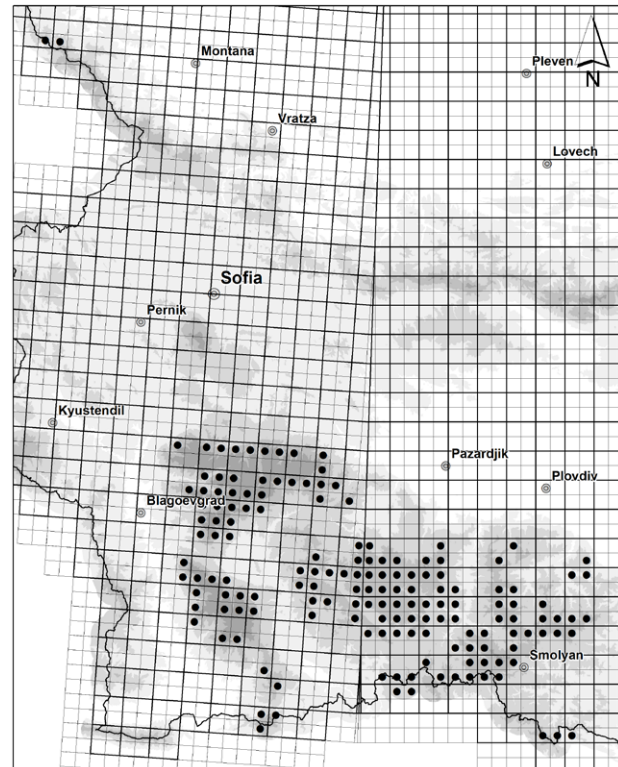 Montana
Pleven
N
Vratza
Lovech
Sofia
Pernik
Kyustendil
Pazardjik
Plovdiv
Blagoevgrad
Smolyan